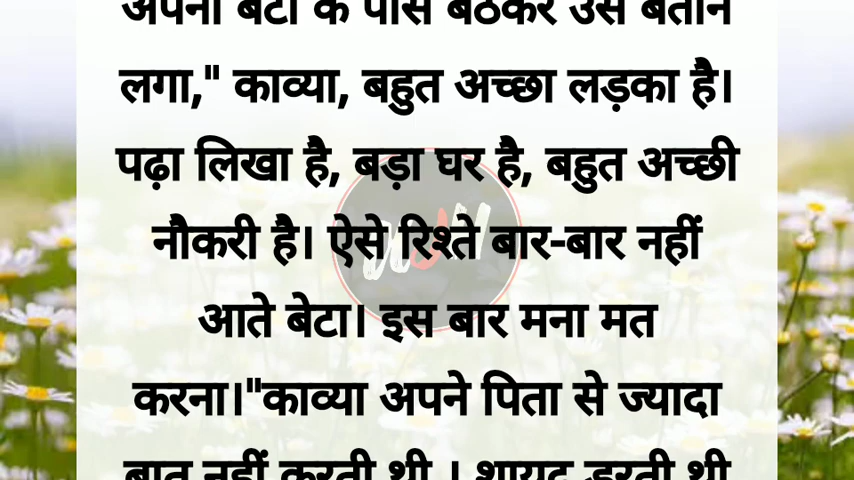 अपनी बेटी के पास बैठकर उसे बताने
लगा," काव्या, बहुत अच्छा लड़का है।
पढ़ा लिखा है, बड़ा घर है, बहुत अच्छी
नौकरी है। ऐसे रिश्ते बार-बार नहीं
आते बेटा। इस बार मना मत
करना।"काव्या अपने पिता से ज्यादा
बात नहीं करती थी । शायद डरती थी